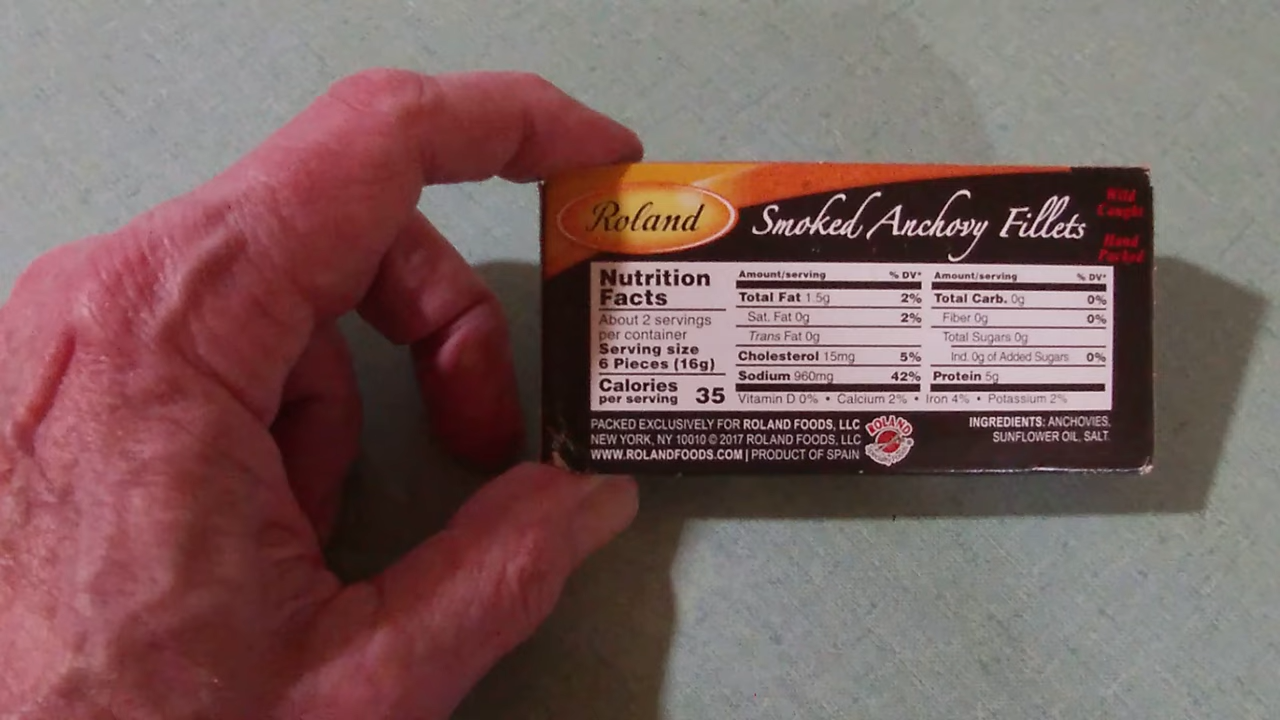 Roland
Smoked Anchovy Fillets
Wild
Caught
Hand
Packed
Nutrition
Facts
About 2 servings
per container
Serving size
6 Pieces (16g)
Calories
per serving 35
Amount/serving % DV*
Total Fat 1.5g 2%
Sat. Fat 0g 2%
Trans Fat 0g
Cholesterol 15mg 5%
Sodium 960mg 42%
Amount/serving % DV*
Total Carb. 0g 0%
Fiber 0g 0%
Total Sugars 0g
Incl. 0g of Added Sugars 0%
Protein 5g
Vitamin D 0% • Calcium 2% • Iron 4% • Potassium 2%
PACKED EXCLUSIVELY FOR ROLAND FOODS, LLC
NEW YORK, NY 10010 © 2017 ROLAND FOODS, LLC
WWW.ROLANDFOODS.COM | PRODUCT OF SPAIN
ROLAND
INGREDIENTS: ANCHOVIES,
SUNFLOWER OIL, SALT.